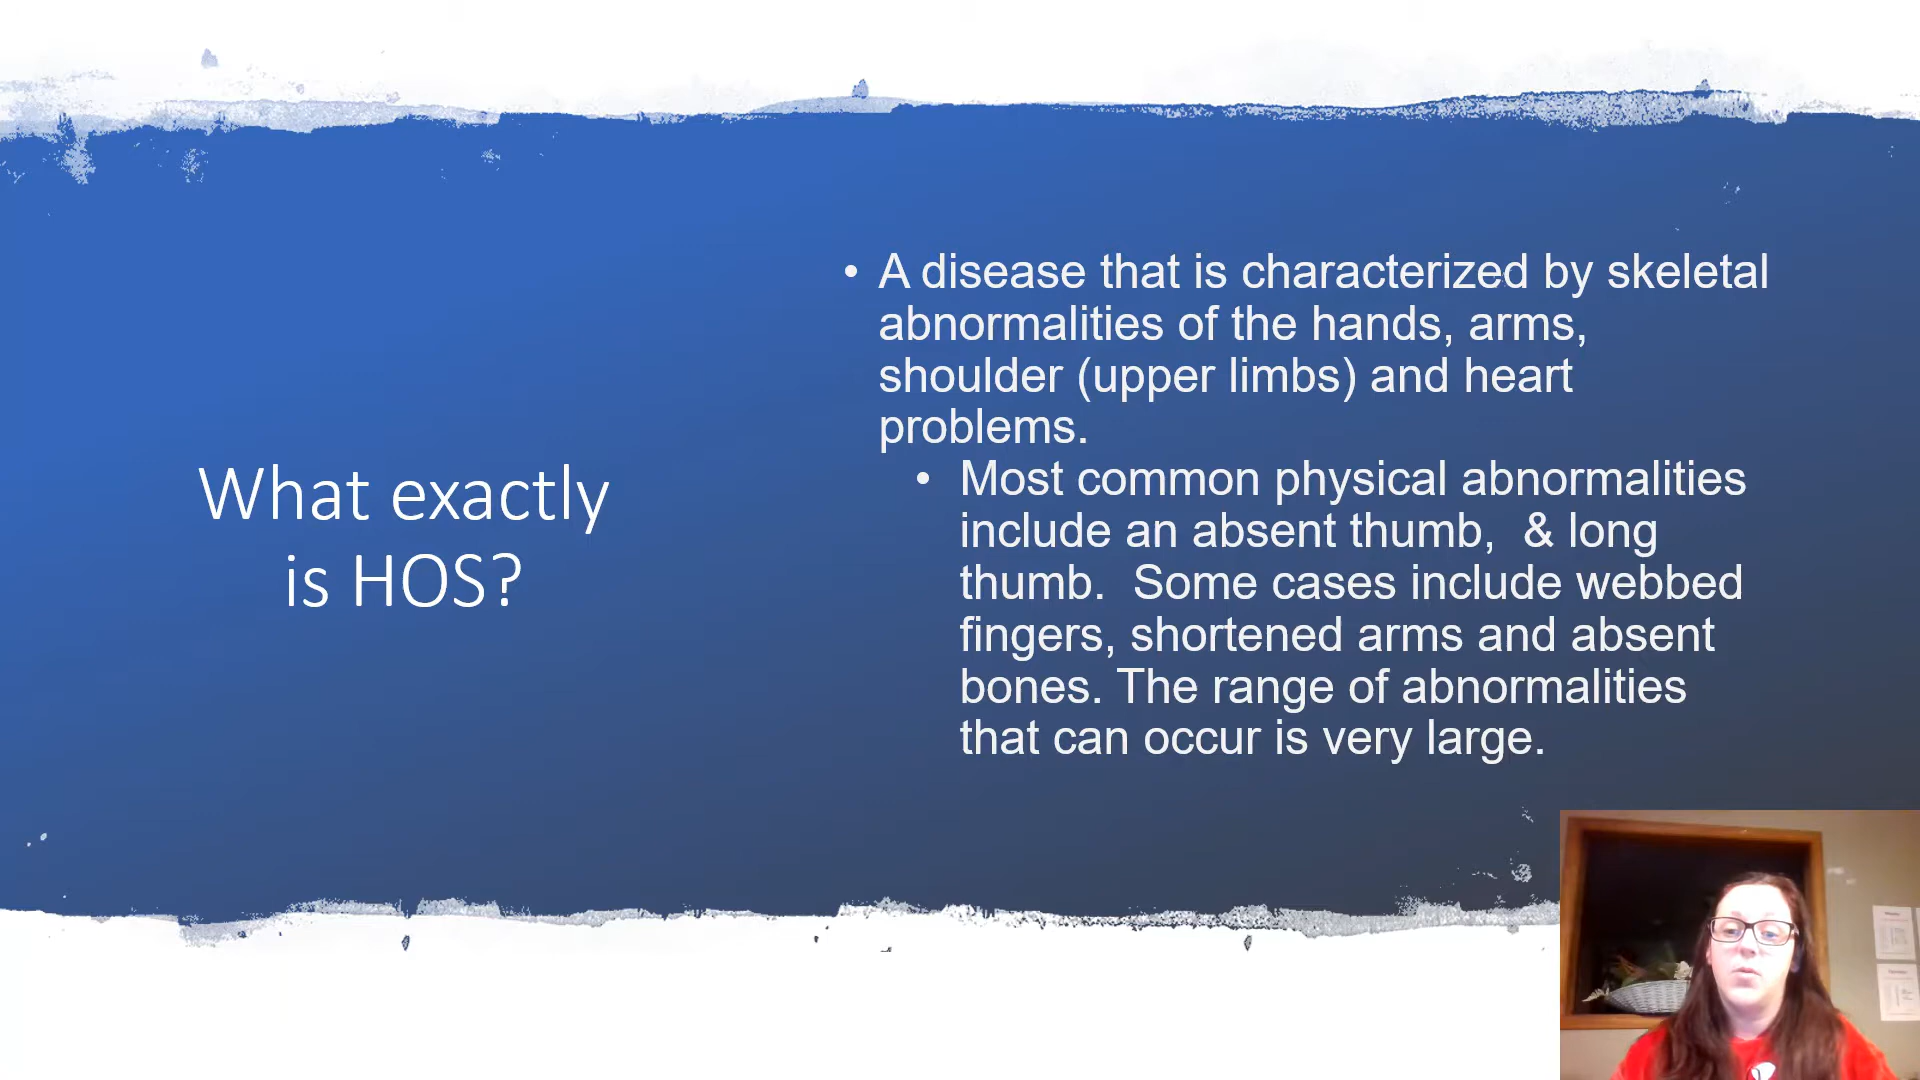 What exactly
is HOS?
• A disease that is characterized by skeletal
abnormalities of the hands, arms,
shoulder (upper limbs) and heart
problems.
• Most common physical abnormalities
include an absent thumb,  & long
thumb.  Some cases include webbed
fingers, shortened arms and absent
bones. The range of abnormalities
that can occur is very large.